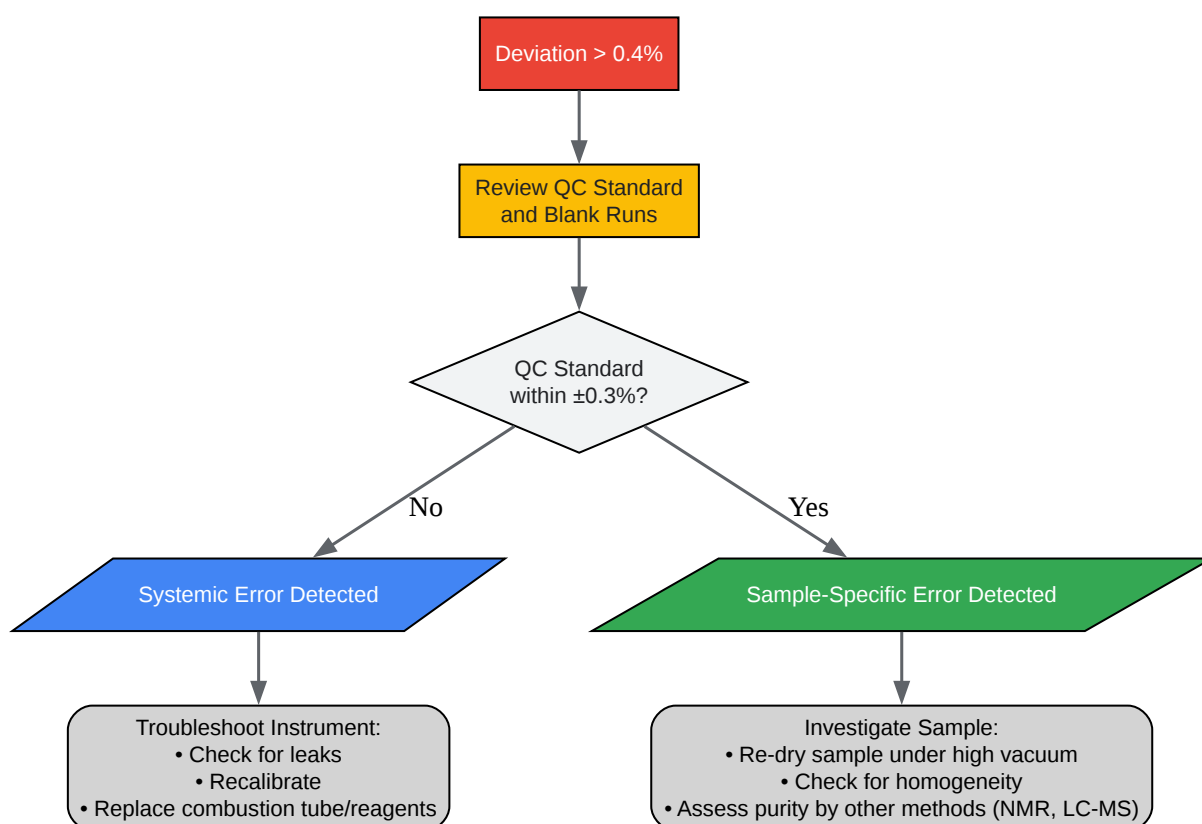 Deviation > 0.4%
Review QC Standard
and Blank Runs
QC Standard
within ±0.3%?
No
Yes
Systemic Error Detected
Sample-Specific Error Detected
Troubleshoot Instrument:
• Check for leaks
• Recalibrate
• Replace combustion tube/reagents
Investigate Sample:
• Re-dry sample under high vacuum
• Check for homogeneity
• Assess purity by other methods (NMR, LC-MS)